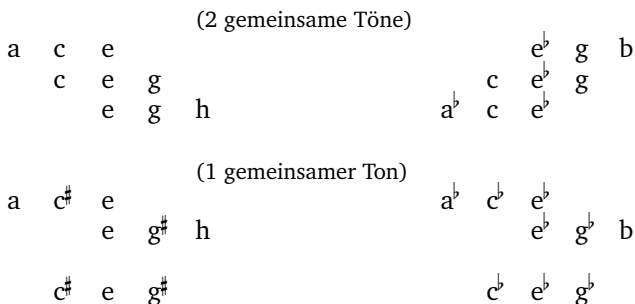 (2 gemeinsame Töne)
a c e e♭ g b
c e g c e♭ g
e g h a♭ c e♭
(1 gemeinsamer Ton)
a c♯ e a♭ c♭ e♭
e g♯ h e♭ g♭ b
c♯ e g♯ c♭ e♭ g♭